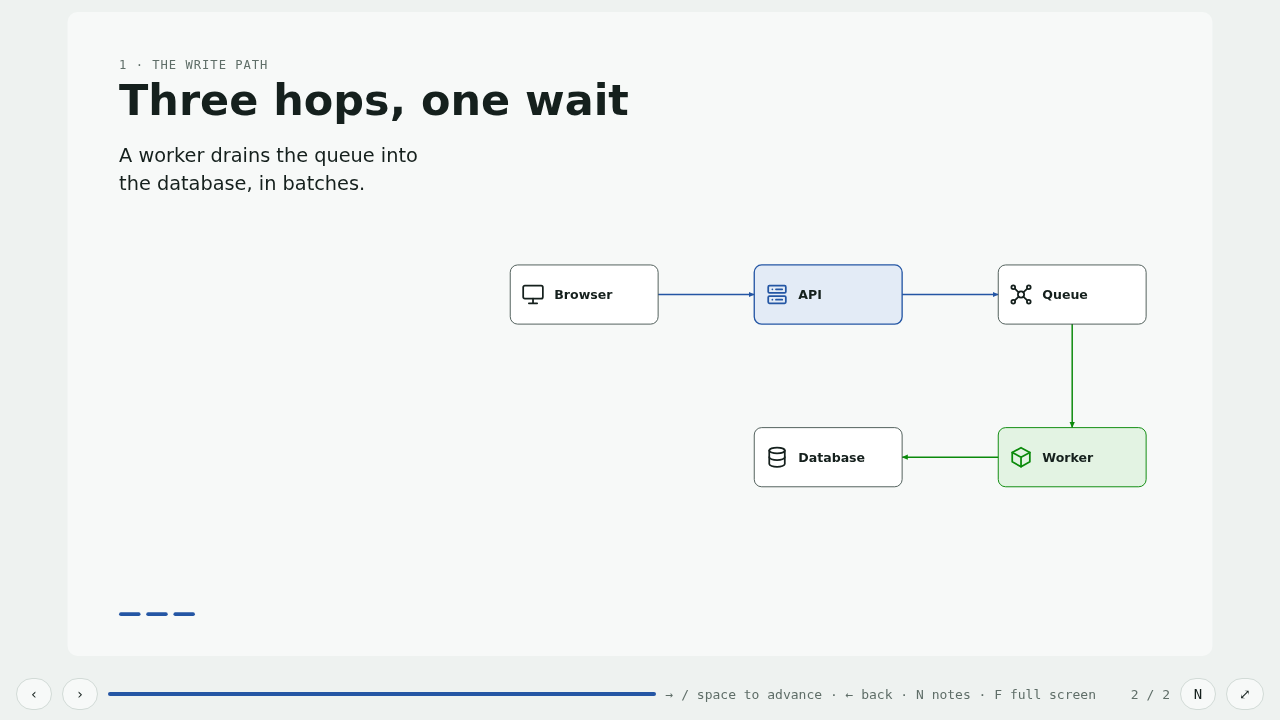 1 · THE WRITE PATH
Three hops, one wait
A worker drains the queue into
the database, in batches.
Browser
API
Queue
Database
Worker
‹ › → / space to advance · ← back · N notes · F full screen 2 / 2 N ⤢